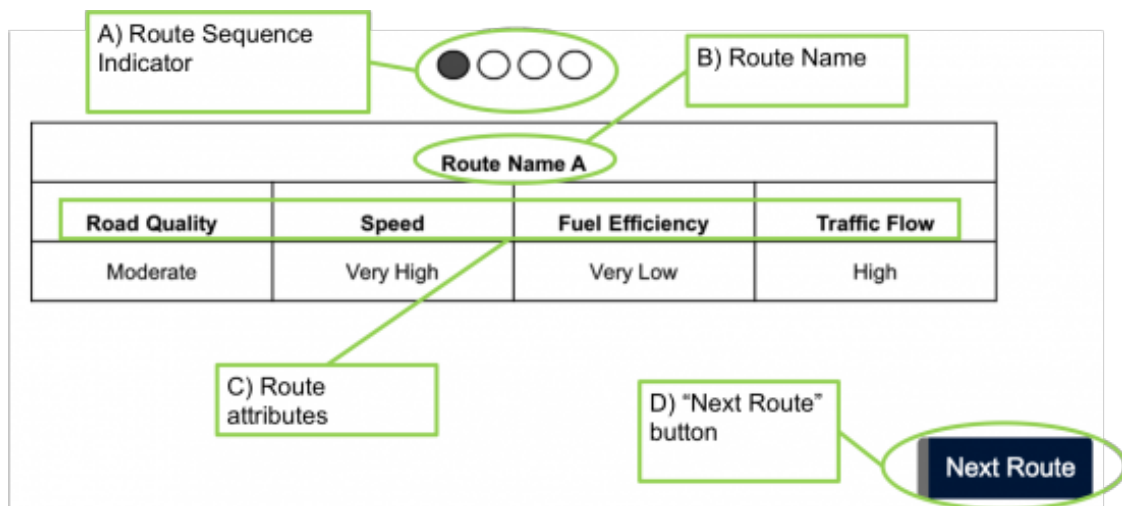 A) Route Sequence
Indicator
B) Route Name
Route Name A
Road Quality Speed Fuel Efficiency Traffic Flow
Moderate Very High Very Low High
C) Route
attributes
D) “Next Route”
button
Next Route